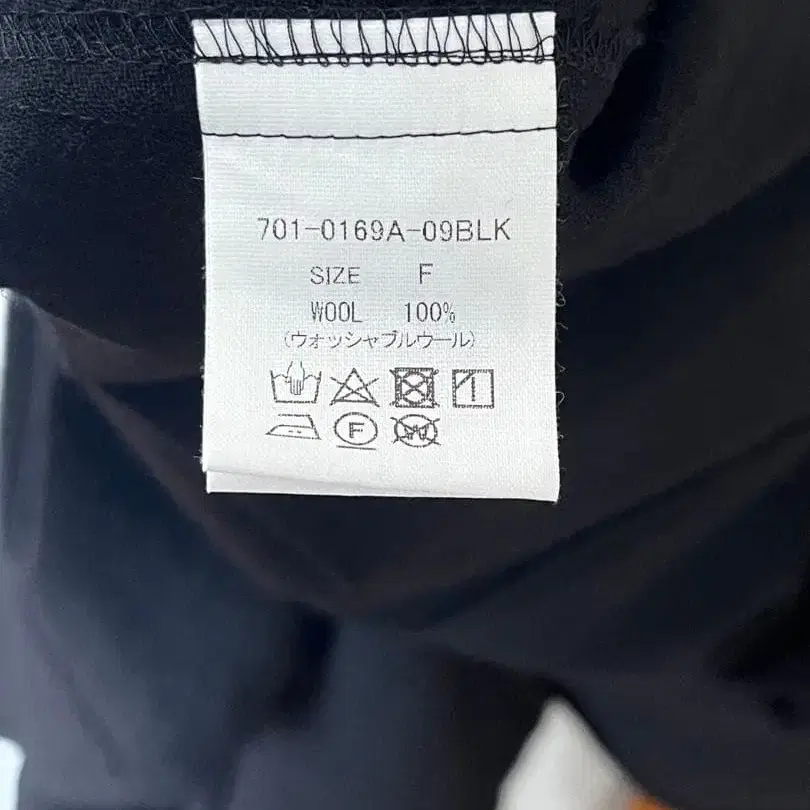 701-0169A-09BLK
SIZE F
WOOL 100%
(ウォッシャブルウール)
F
W